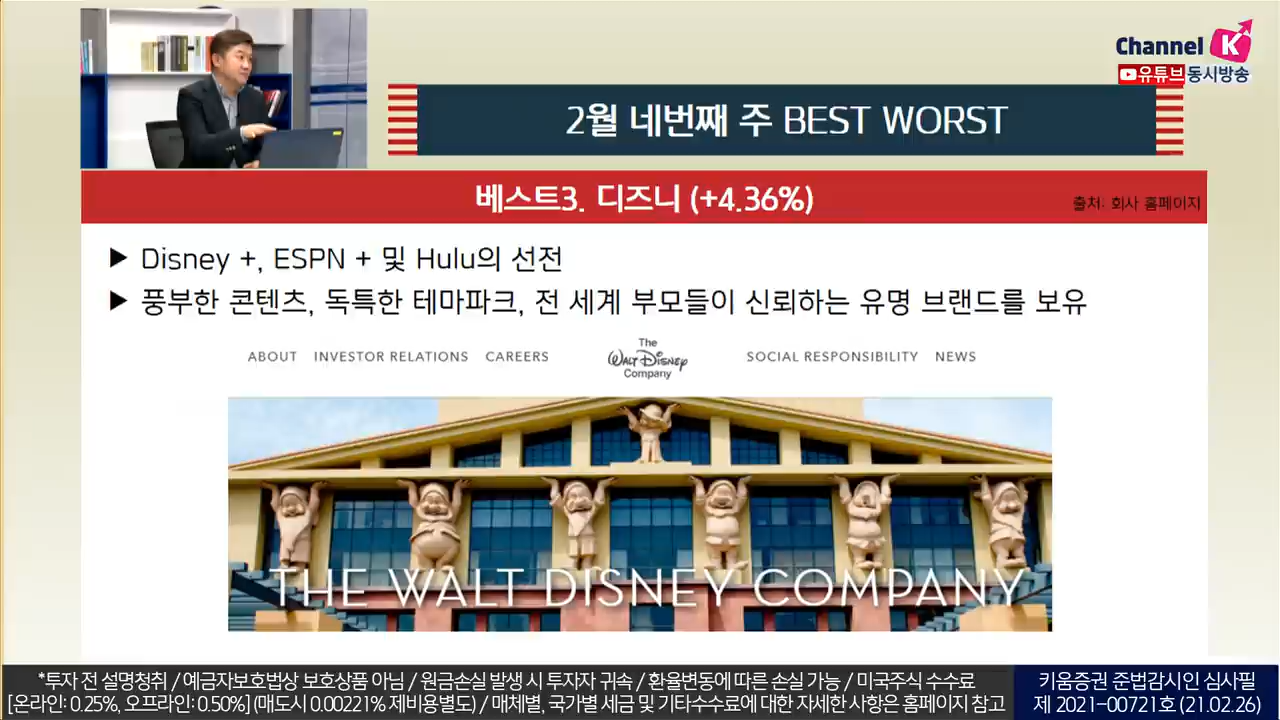 Channel K
유튜브 동시방송
2월 네번째 주 BEST WORST
베스트3. 디즈니 (+4.36%)
출처: 회사 홈페이지
▶ Disney +, ESPN + 및 Hulu의 선전
▶ 풍부한 콘텐츠, 독특한 테마파크, 전 세계 부모들이 신뢰하는 유명 브랜드를 보유
ABOUT INVESTOR RELATIONS CAREERS
The
Walt Disney
Company
SOCIAL RESPONSIBILITY NEWS
THE WALT DISNEY COMPANY
*투자 전 설명청취 / 예금자보호법상 보호상품 아님 / 원금손실 발생 시 투자자 귀속 / 환율변동에 따른 손실 가능 / 미국주식 수수료
[온라인: 0.25%, 오프라인: 0.50%] (매도시 0.00221% 제비용별도) / 매체별, 국가별 세금 및 기타수수료에 대한 자세한 사항은 홈페이지 참고
키움증권 준법감시인 심사필
제 2021-00721호 (21.02.26)